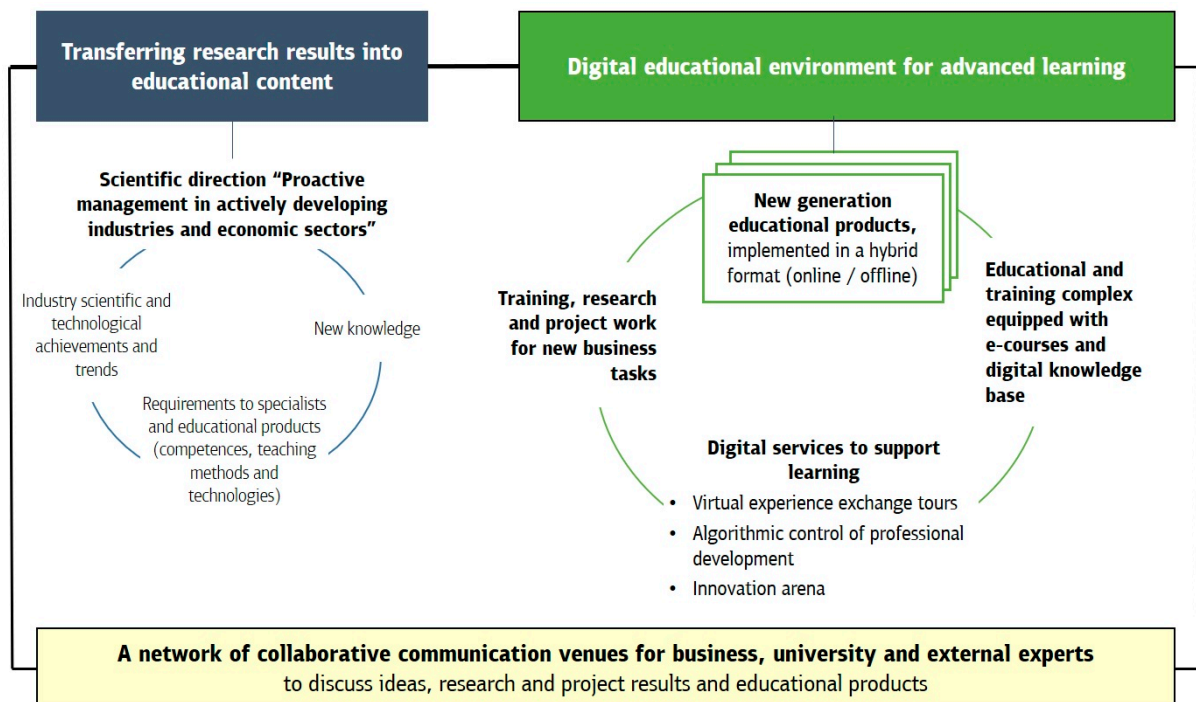 Transferring research results into
educational content
Digital educational environment for advanced learning
Scientific direction “Proactive
management in actively developing
industries and economic sectors”
Industry scientific and
technological
achievements and
trends
New knowledge
Requirements to specialists
and educational products
(competences, teaching
methods and
technologies)
New generation
educational products,
implemented in a hybrid
format (online / offline)
Training, research
and project work
for new business
tasks
Educational and
training complex
equipped with
e-courses and
digital knowledge
base
Digital services to support
learning
• Virtual experience exchange tours
• Algorithmic control of professional
development
• Innovation arena
A network of collaborative communication venues for business, university and external experts
to discuss ideas, research and project results and educational products